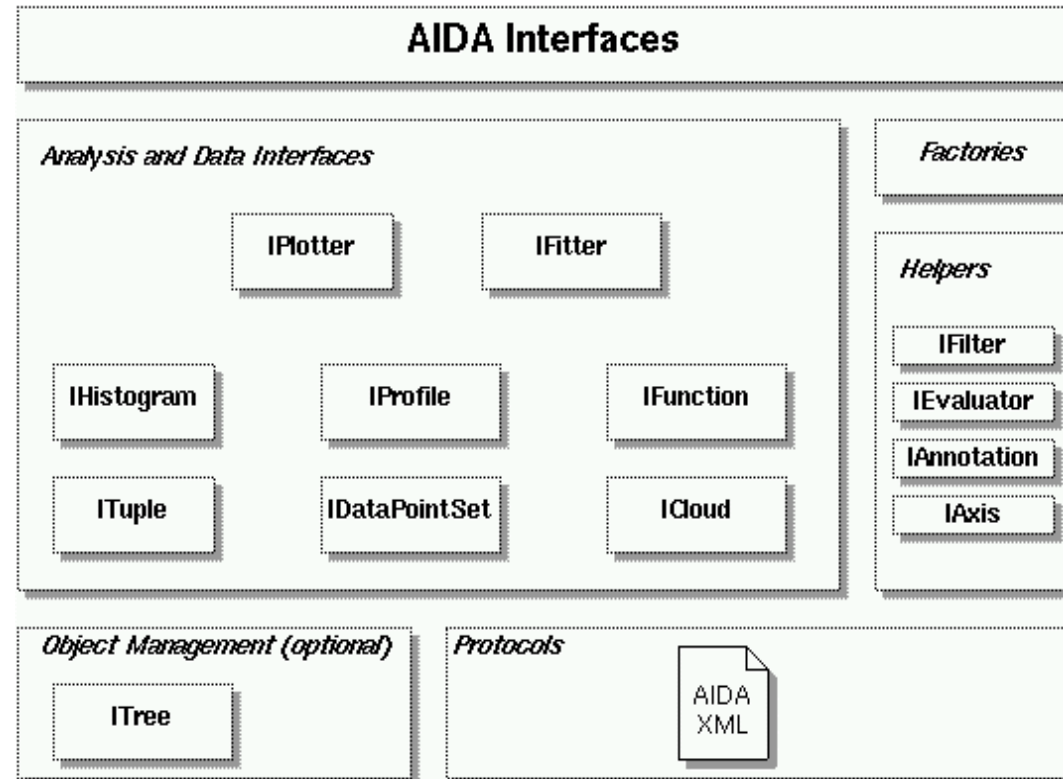 AIDA Interfaces
Analysis and Data Interfaces
IPlotter
IFitter
IHistogram
IProfile
IFunction
ITuple
IDataPointSet
ICloud
Factories
Helpers
IFilter
IEvaluator
IAnnotation
IAxis
Object Management (optional)
ITree
Protocols
AIDA
XML